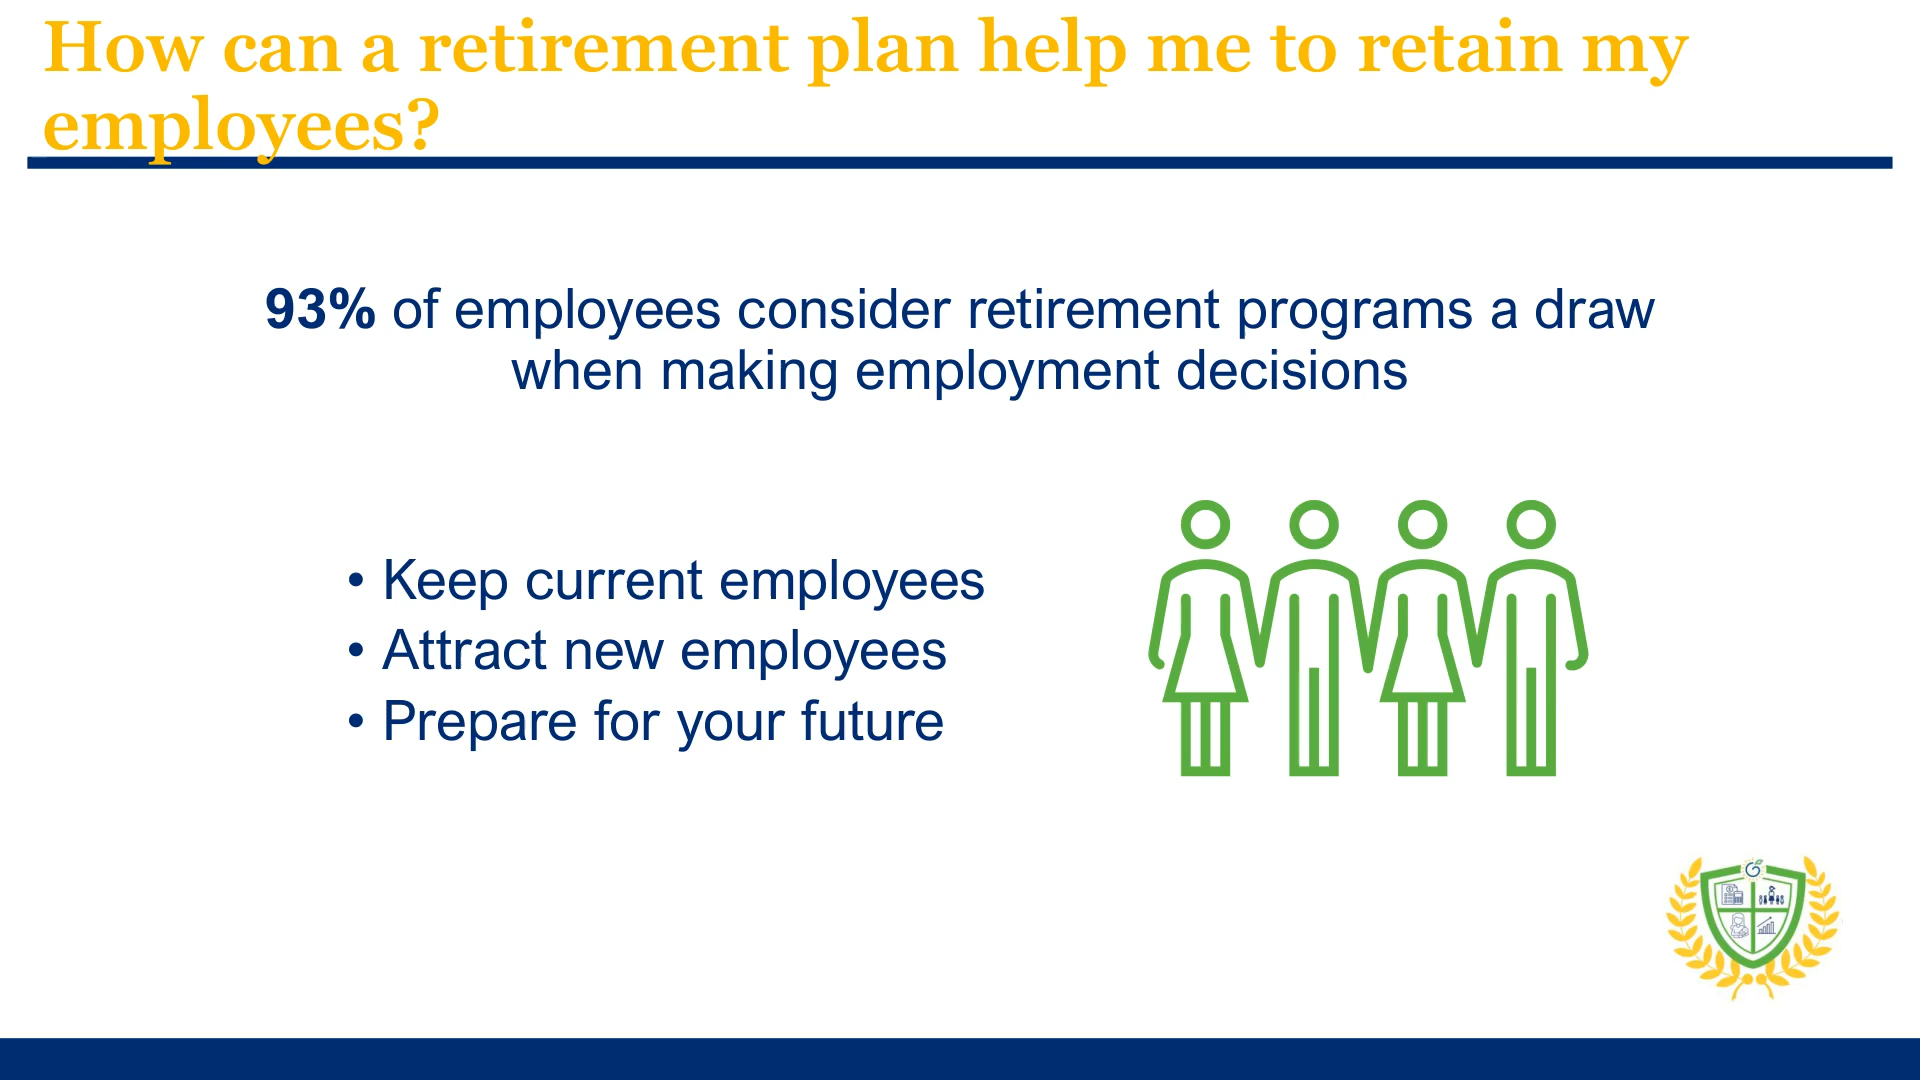 How can a retirement plan help me to retain my
employees?
93% of employees consider retirement programs a draw
when making employment decisions
• Keep current employees
• Attract new employees
• Prepare for your future